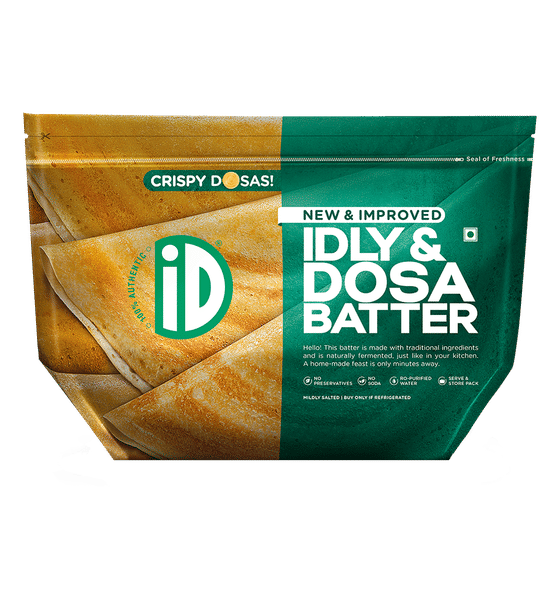 Seal of Freshness
CRISPY DOSAS!
100% AUTHENTIC
iD
®
NEW & IMPROVED
IDLY &
DOSA
BATTER
Hello! This batter is made with traditional ingredients
and is naturally fermented, just like in your kitchen.
A home-made feast is only minutes away.
NO
PRESERVATIVES
NO
SODA
RO-PURIFIED
WATER
SERVE &
STORE PACK
MILDLY SALTED | BUY ONLY IF REFRIGERATED